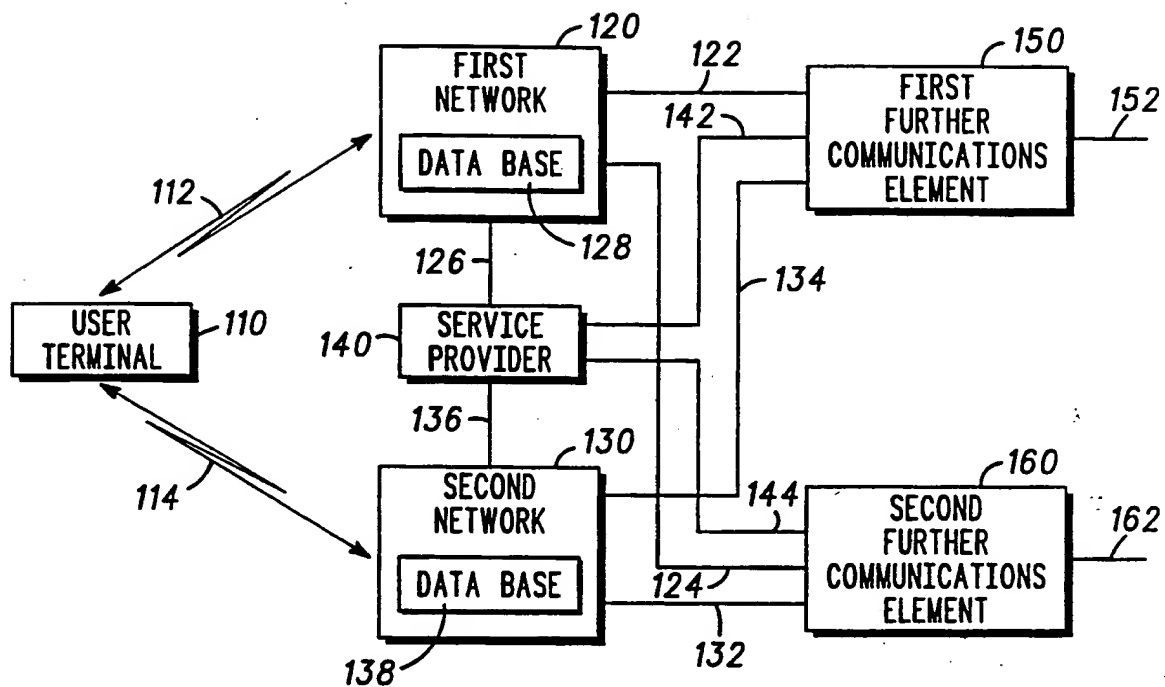 120
FIRST
NETWORK
DATA BASE
128
122
142
150
FIRST
FURTHER
COMMUNICATIONS
ELEMENT
152
112
126
134
USER
TERMINAL
110
140
SERVICE
PROVIDER
136
114
130
SECOND
NETWORK
DATA BASE
138
144
124
132
160
SECOND
FURTHER
COMMUNICATIONS
ELEMENT
162